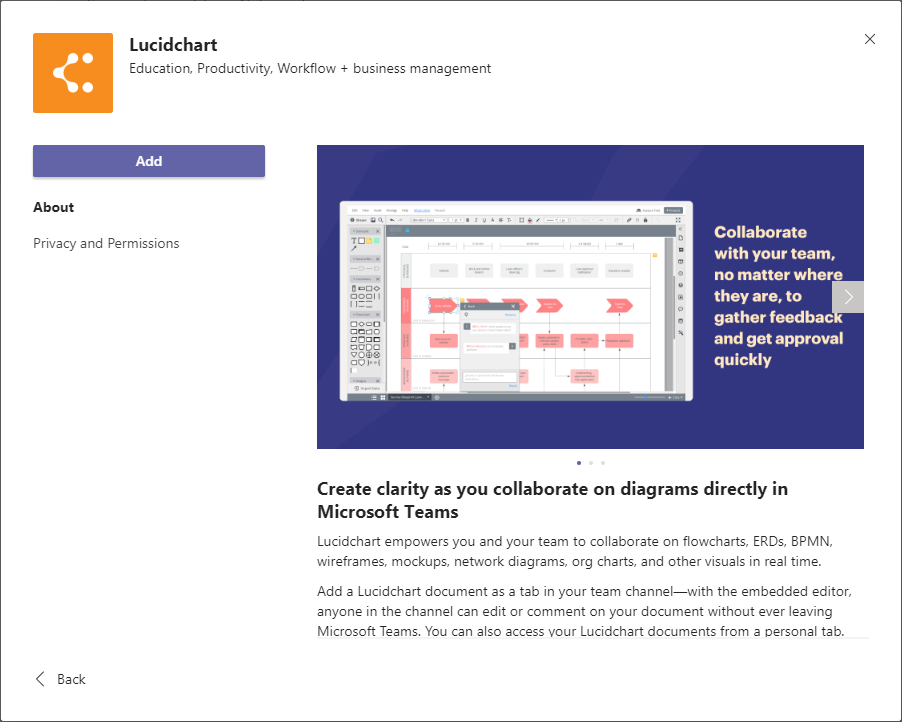 Lucidchart
Education, Productivity, Workflow + business management
Add
About
Privacy and Permissions
Collaborate
with your team,
no matter where
they are, to
gather feedback
and get approval
quickly
Create clarity as you collaborate on diagrams directly in
Microsoft Teams
Lucidchart empowers you and your team to collaborate on flowcharts, ERDs, BPMN,
wireframes, mockups, network diagrams, org charts, and other visuals in real time.
Add a Lucidchart document as a tab in your team channel—with the embedded editor,
anyone in the channel can edit or comment on your document without ever leaving
Microsoft Teams. You can also access your Lucidchart documents from a personal tab.
Back